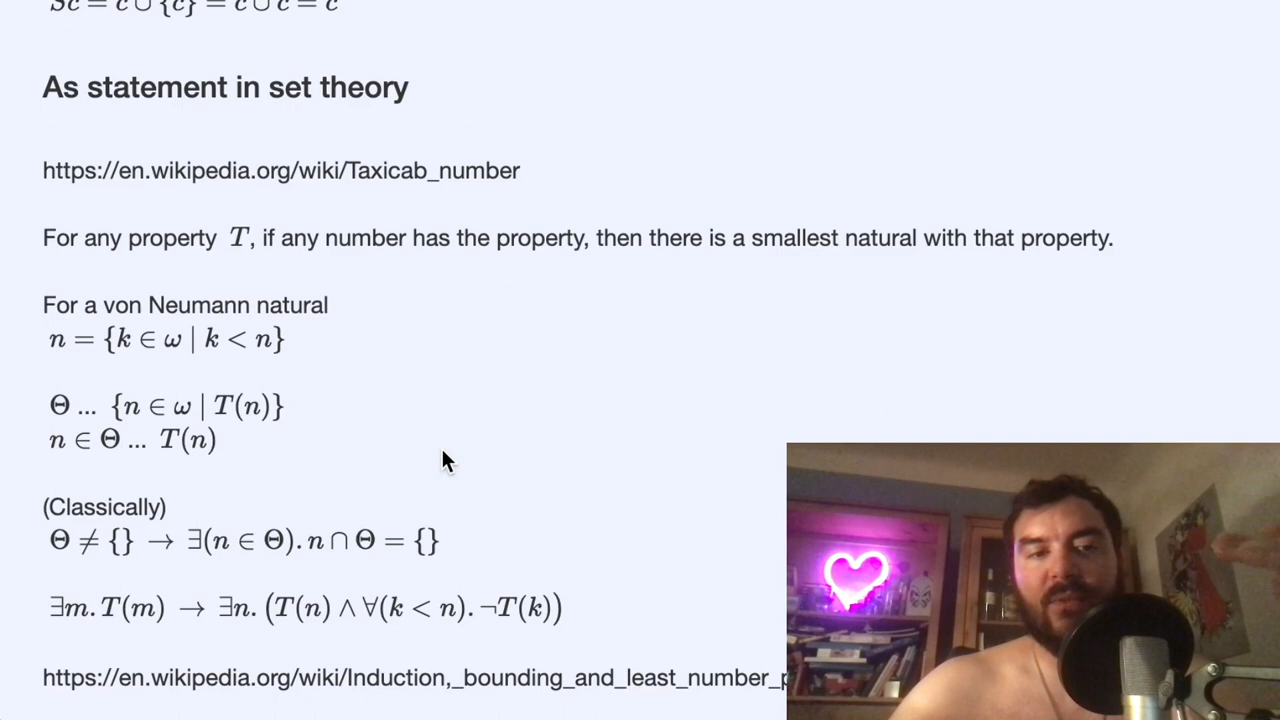 Sc = c ∪ {c} = c ∪ c = c
As statement in set theory
https://en.wikipedia.org/wiki/Taxicab_number
For any property T, if any number has the property, then there is a smallest natural with that property.
For a von Neumann natural
n = {k ∈ ω | k < n}
Θ ... {n ∈ ω | T(n)}
n ∈ Θ ... T(n)
(Classically)
Θ ≠ {} → ∃(n ∈ Θ). n ∩ Θ = {}
∃m. T(m) → ∃n. (T(n) ∧ ∀(k < n). ¬T(k))
https://en.wikipedia.org/wiki/Induction,_bounding_and_least_number_p